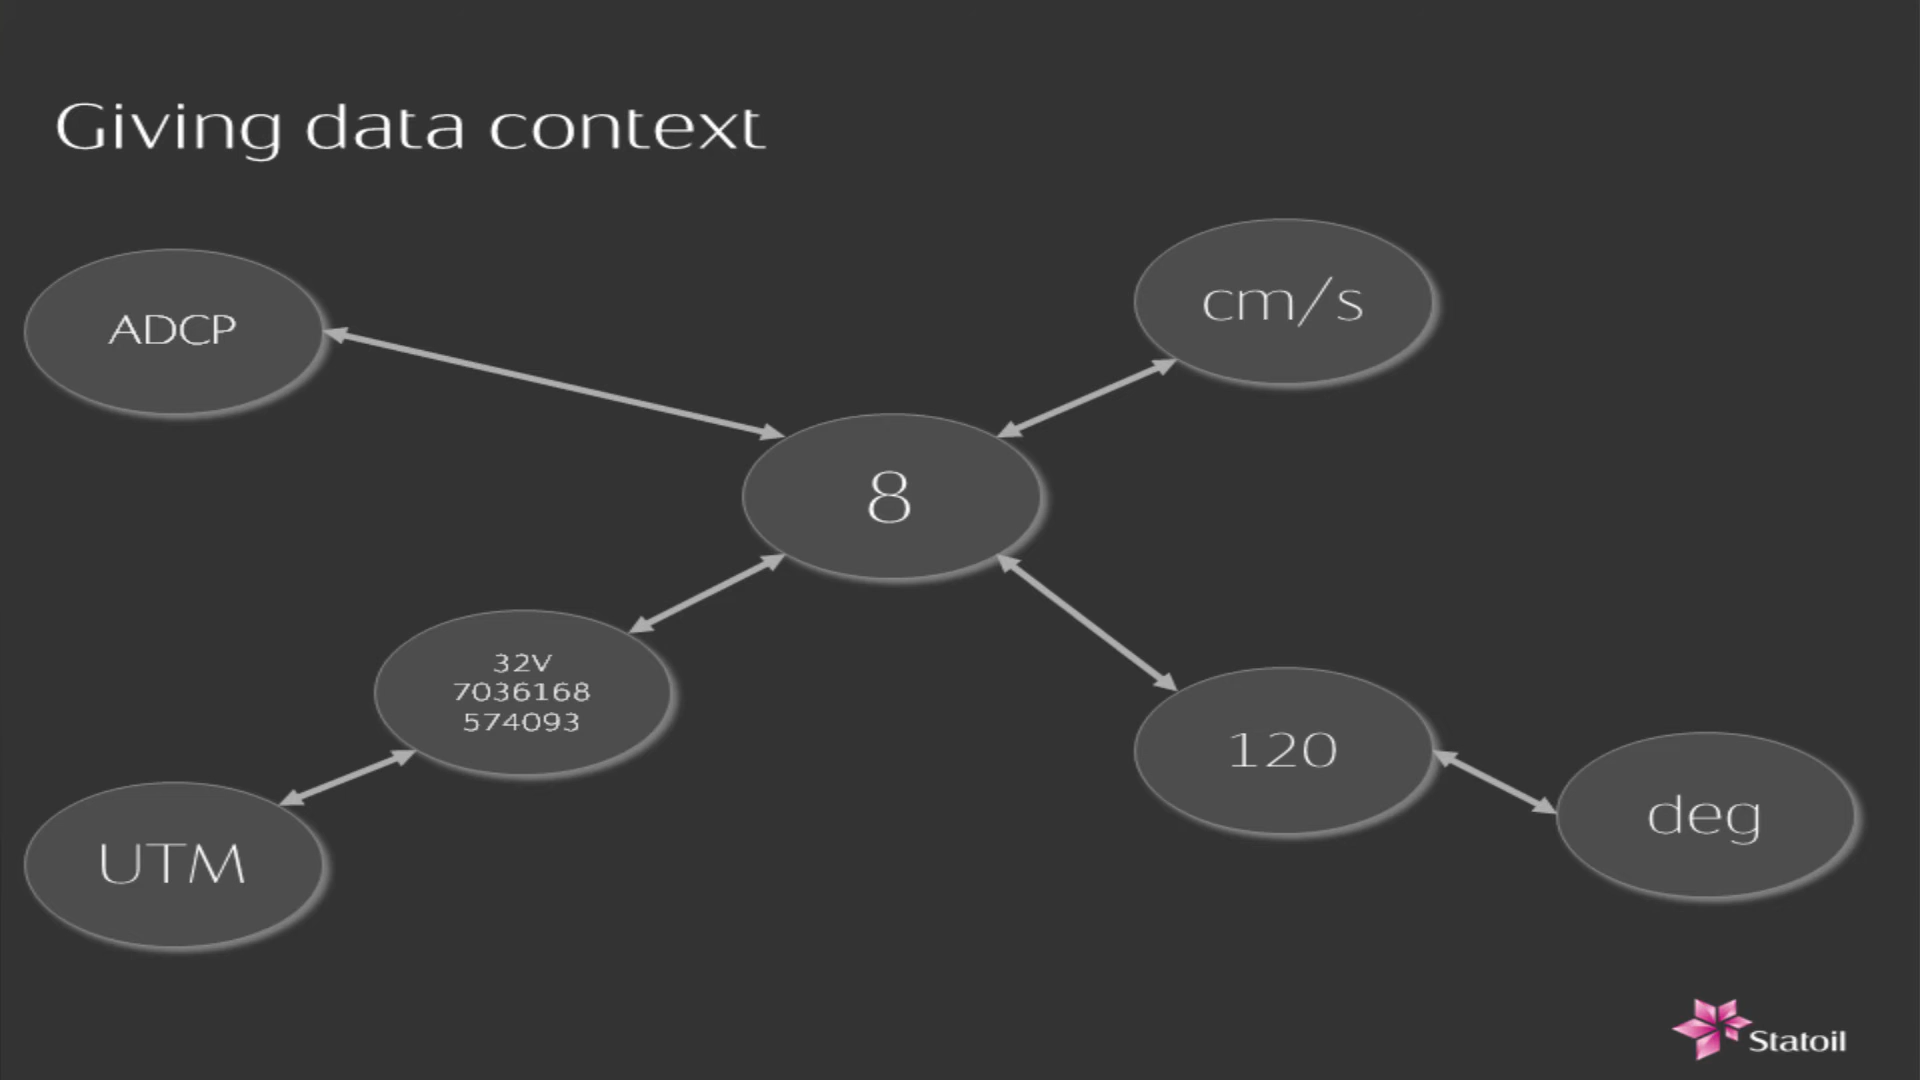 Giving data context
ADCP
cm/s
8
32V
7036168
574093
120
deg
UTM
Statoil